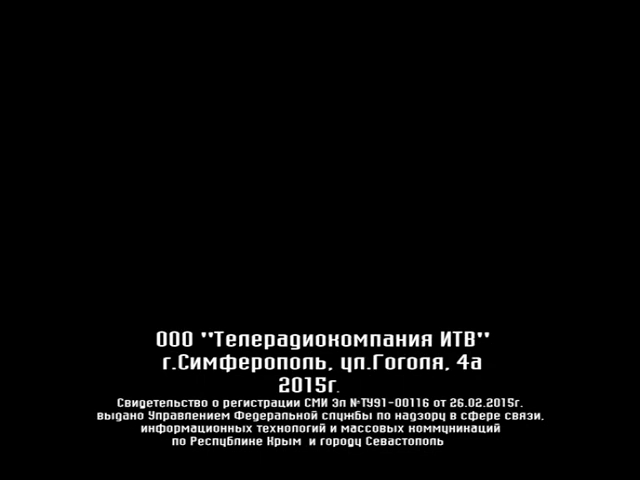 ООО "Телерадиокомпания ИТВ"
г.Симферополь, ул.Гоголя, 4а
2015г.
Свидетельство о регистрации СМИ Эл №ТУ91-00116 от 26.02.2015г.
выдано Управлением Федеральной службы по надзору в сфере связи,
информационных технологий и массовых коммуникаций
по Республике Крым и городу Севастополь